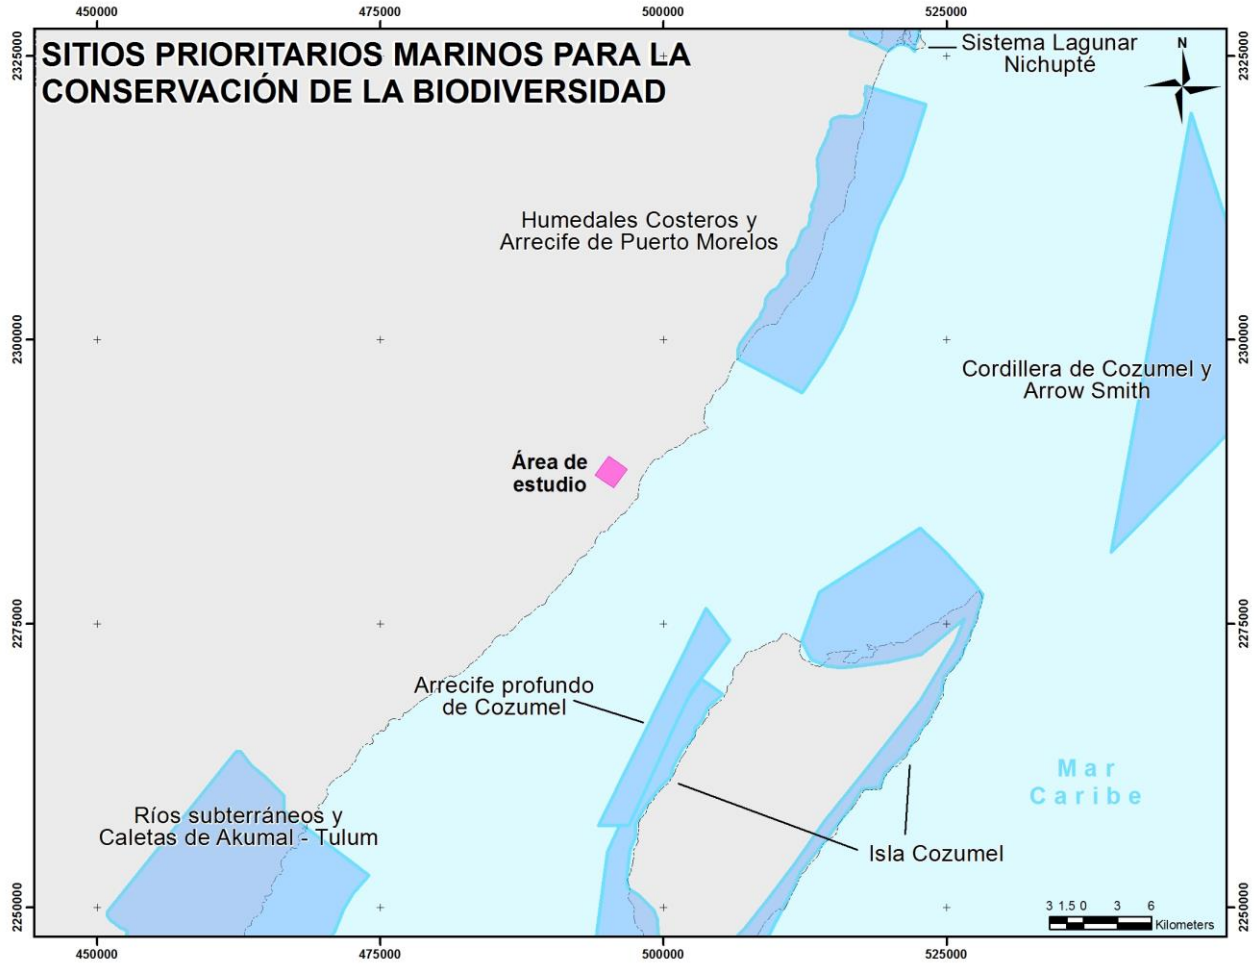 450000
475000
500000
525000
SITIOS PRIORITARIOS MARINOS PARA LA
CONSERVACIÓN DE LA BIODIVERSIDAD
Sistema Lagunar
Nichupté
N
2325000
2325000
Humedales Costeros y
Arrecife de Puerto Morelos
2300000
2300000
Cordillera de Cozumel y
Arrow Smith
Área de
estudio
2275000
2275000
Arrecife profundo
de Cozumel
Mar
Caribe
Ríos subterráneos y
Caletas de Akumal - Tulum
Isla Cozumel
2250000
2250000
3 1.5 0 3 6
Kilometers
450000
475000
500000
525000